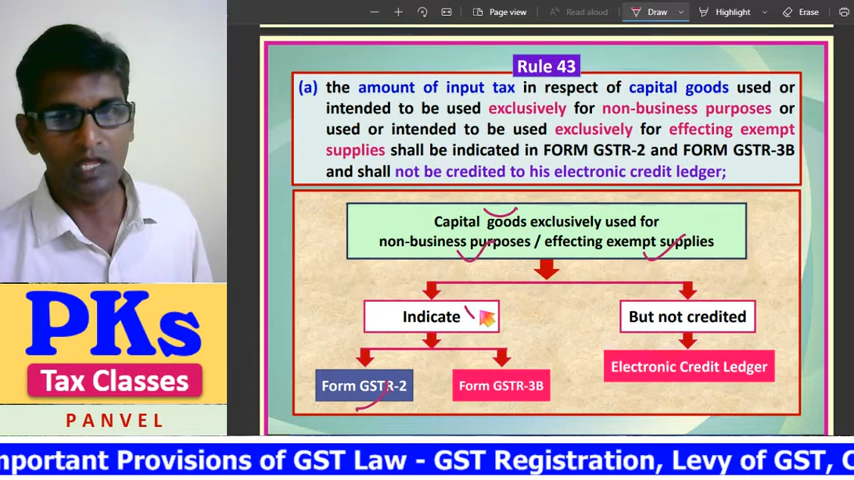 Page view
Read aloud
Draw
Highlight
Erase
Rule 43
(a) the amount of input tax in respect of capital goods used or
intended to be used exclusively for non-business purposes or
used or intended to be used exclusively for effecting exempt
supplies shall be indicated in FORM GSTR-2 and FORM GSTR-3B
and shall not be credited to his electronic credit ledger;
Capital goods exclusively used for
non-business purposes / effecting exempt supplies
Indicate
But not credited
Form GSTR-2
Form GSTR-3B
Electronic Credit Ledger
PKs
Tax Classes
PANVEL
mportant Provisions of GST Law - GST Registration, Levy of GST, C